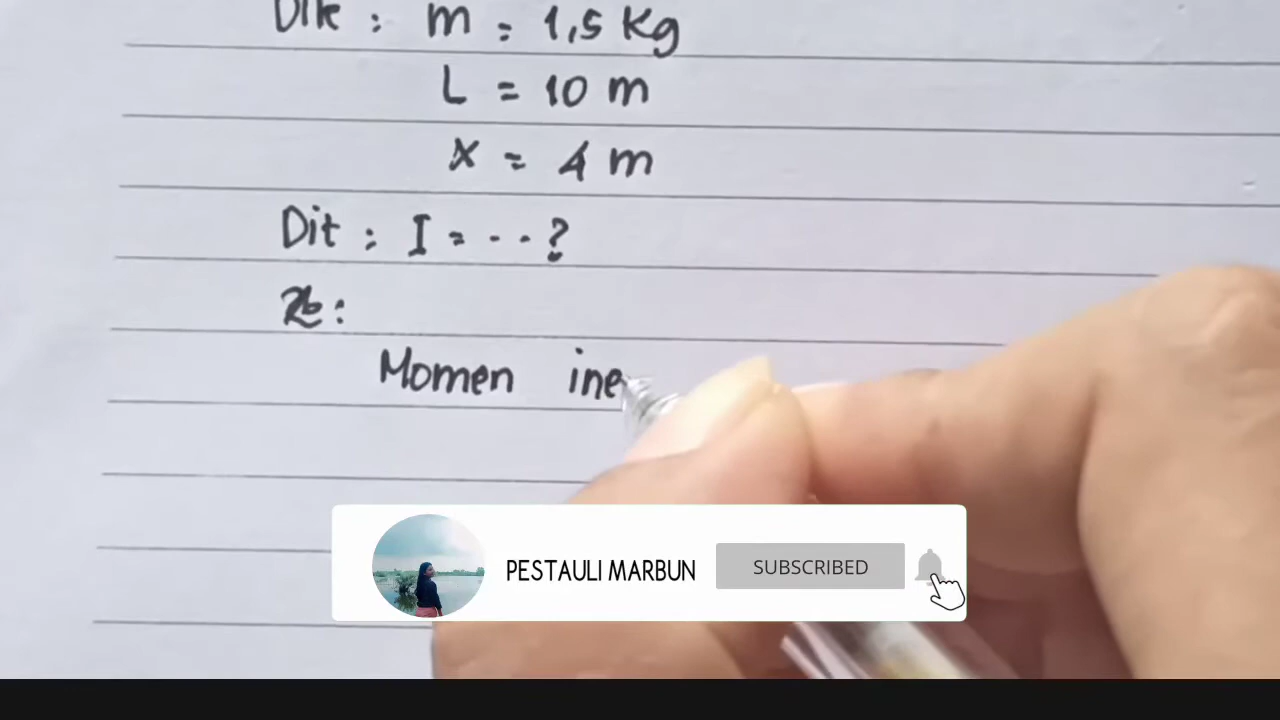 Dik : m = 1,5 Kg
L = 10 m
x = 4 m
Dit : I = - - ?
Momen ine
PESTAULI MARBUN
SUBSCRIBED